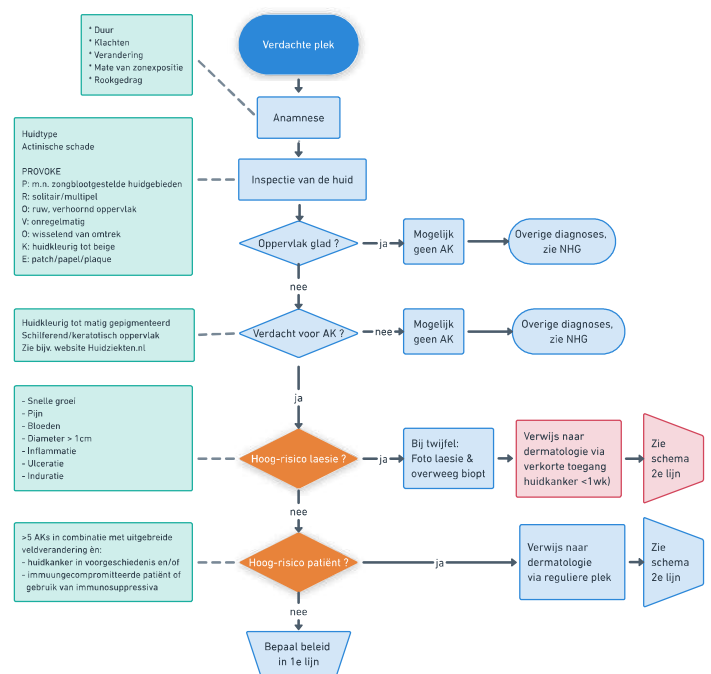 * Duur
* Klachten
* Verandering
* Mate van zonexpositie
* Rookgedrag
Verdachte plek
Anamnese
Huidtype
Actinische schade
PROVOKE
P: m.n. zongblootgestelde huidgebieden
R: solitair/multipel
O: ruw, verhoornd oppervlak
V: onregelmatig
O: wisselend van omtrek
K: huidkleurig tot beige
E: patch/papel/plaque
Inspectie van de huid
Oppervlak glad ?
ja
Mogelijk
geen AK
Overige diagnoses,
zie NHG
nee
Huidkleurig tot matig gepigmenteerd
Schilferend/keratotisch oppervlak
Zie bijv. website Huidziekten.nl
Verdacht voor AK ?
nee
Mogelijk
geen AK
Overige diagnoses,
zie NHG
ja
- Snelle groei
- Pijn
- Bloeden
- Diameter > 1cm
- Inflammatie
- Ulceratie
- Induratie
Hoog-risico laesie ?
ja
Bij twijfel:
Foto laesie &
overweeg biopt
Verwijs naar
dermatologie via
verkorte toegang
huidkanker <1wk)
Zie
schema
2e lijn
nee
>5 AKs in combinatie met uitgebreide
veldverandering èn:
- huidkanker in voorgeschiedenis en/of
- immuungecompromitteerde patiënt of
gebruik van immunosuppressiva
Hoog-risico patiënt ?
ja
Verwijs naar
dermatologie
via reguliere plek
Zie
schema
2e lijn
nee
Bepaal beleid
in 1e lijn